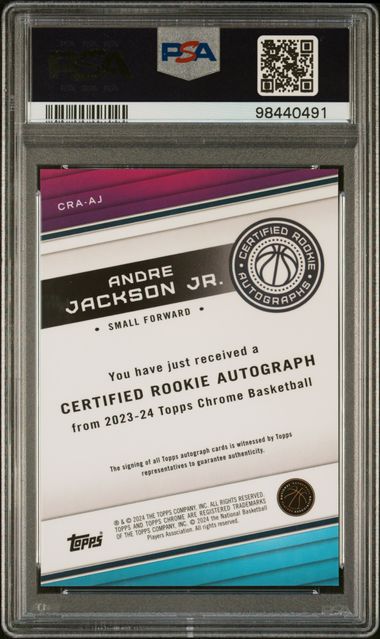 PSA
PSA
98440491
CRA-AJ
CERTIFIED ROOKIE
AUTOGRAPHS
ANDRE
JACKSON JR.
• SMALL FORWARD •
You have just received a
CERTIFIED ROOKIE AUTOGRAPH
from 2023-24 Topps Chrome Basketball
The signing of all Topps autograph cards is witnessed by Topps
representatives to guarantee authenticity.
® & © 2024 THE TOPPS COMPANY, INC. ALL RIGHTS RESERVED.
TOPPS AND TOPPS CHROME ARE REGISTERED TRADEMARKS
OF THE TOPPS COMPANY, INC. © 2024 the National Basketball
Players Association. All rights reserved.
Topps